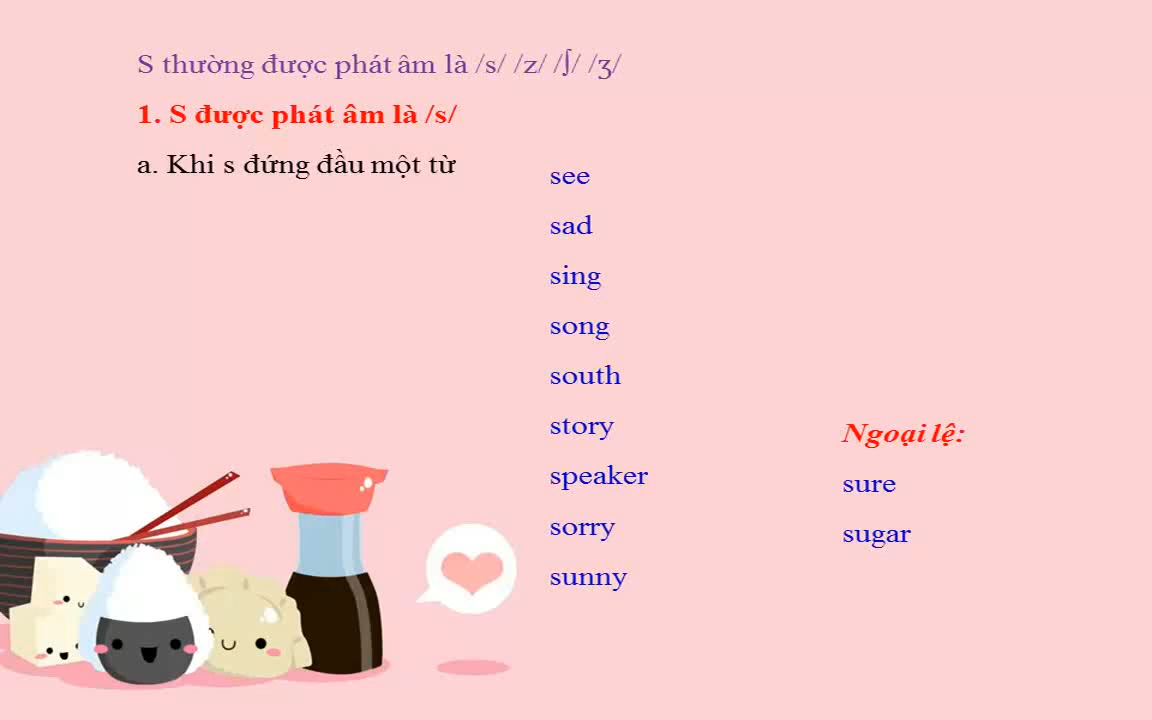 S thường được phát âm là /s/ /z/ /ʃ/ /ʒ/
1. S được phát âm là /s/
a. Khi s đứng đầu một từ
see
sad
sing
song
south
story
speaker
sorry
sunny
Ngoại lệ:
sure
sugar